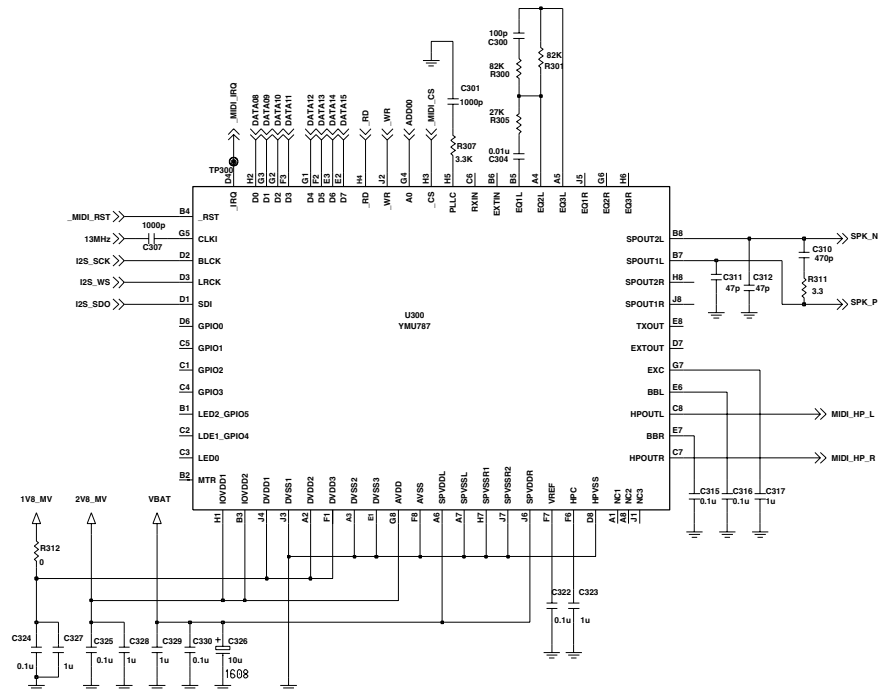 100p
C300
82K
R300
82K
R301
27K
R305
0.01u
C304
C301
1000p
R307
3.3K
_MIDI_IRQ
DATA08
DATA09
DATA10
DATA11
DATA12
DATA13
DATA14
DATA15
_RD
_WR
ADD00
_MIDI_CS
TP300
D4
H2
G3
G2
F3
G1
F2
E3
E2
H4
J2
G4
H3
H5
C6
B6
B5
A4
A5
J5
G6
H6
_IRQ
D0
D1
D2
D3
D4
D5
D6
D7
_RD
_WR
A0
_CS
PLLC
RXIN
EXTIN
EQ1L
EQ2L
EQ3L
EQ1R
EQ2R
EQ3R
_MIDI_RST
B4
_RST
13MHz
1000p
C307
G5
CLKI
I2S_SCK
D2
BLCK
I2S_WS
D3
LRCK
I2S_SDO
D1
SDI
D6
GPIO0
C5
GPIO1
C1
GPIO2
C4
GPIO3
B1
LED2_GPIO5
C2
LDE1_GPIO4
C3
LED0
B2
MTR
U300
YMU787
SPOUT2L
B8
SPK_N
SPOUT1L
B7
SPOUT2R
H8
SPOUT1R
J8
SPK_P
TXOUT
E8
EXTOUT
D7
EXC
G7
BBL
E6
HPOUTL
C8
MIDI_HP_L
BBR
E7
HPOUTR
C7
MIDI_HP_R
C311
47p
C312
47p
C310
470p
R311
3.3
C315
0.1u
C316
0.1u
C317
1u
IOVDD1
IOVDD2
DVDD1
DVSS1
DVDD2
DVDD3
DVSS2
DVSS3
AVDD
AVSS
SPVDDL
SPVSSL
SPVSSR1
SPVSSR2
SPVDDR
VREF
HPC
HPVSS
NC1
NC2
NC3
H1
B3
J4
J3
A2
F1
A3
E1
G8
F8
A6
A7
H7
J7
J6
F7
F6
D8
A1
A8
J1
1V8_MV
2V8_MV
VBAT
R312
0
C324
0.1u
C327
1u
C325
0.1u
C328
1u
C329
1u
C330
0.1u
+
C326
10u
1608
C322
0.1u
C323
1u